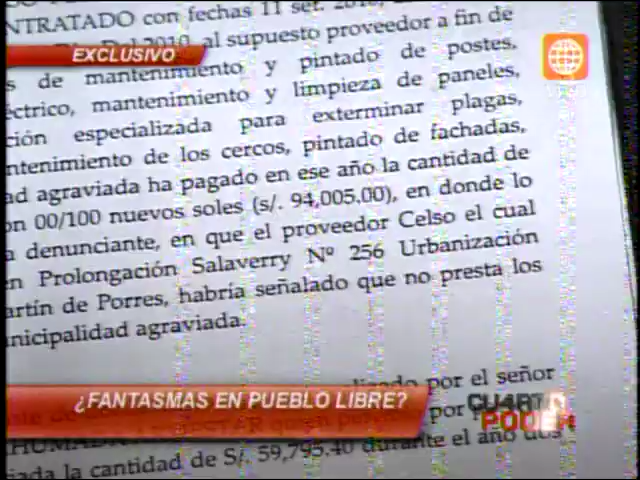 NTRATADO con fechas 11 set.
Del 2010, al supuesto proveedor a fin de
EXCLUSIVO
s de mantenimiento y pintado de postes,
éctrico, mantenimiento y limpieza de paneles,
ción especializada para exterminar plagas,
ntenimiento de los cercos, pintado de fachadas,
ad agraviada ha pagado en ese año la cantidad de
on 00/100 nuevos soles (s/. 94,005.00), en donde lo
a denunciante, en que el proveedor Celso el cual
en Prolongación Salaverry Nº 256 Urbanización
artín de Porres, habría señalado que no presta los
nicipalidad agraviada.
por el señor
¿FANTASMAS EN PUEBLO LIBRE?
CUARTO
PODER
por
HUMADA
iada la cantidad de S/. 59,795.40 durante el año dos